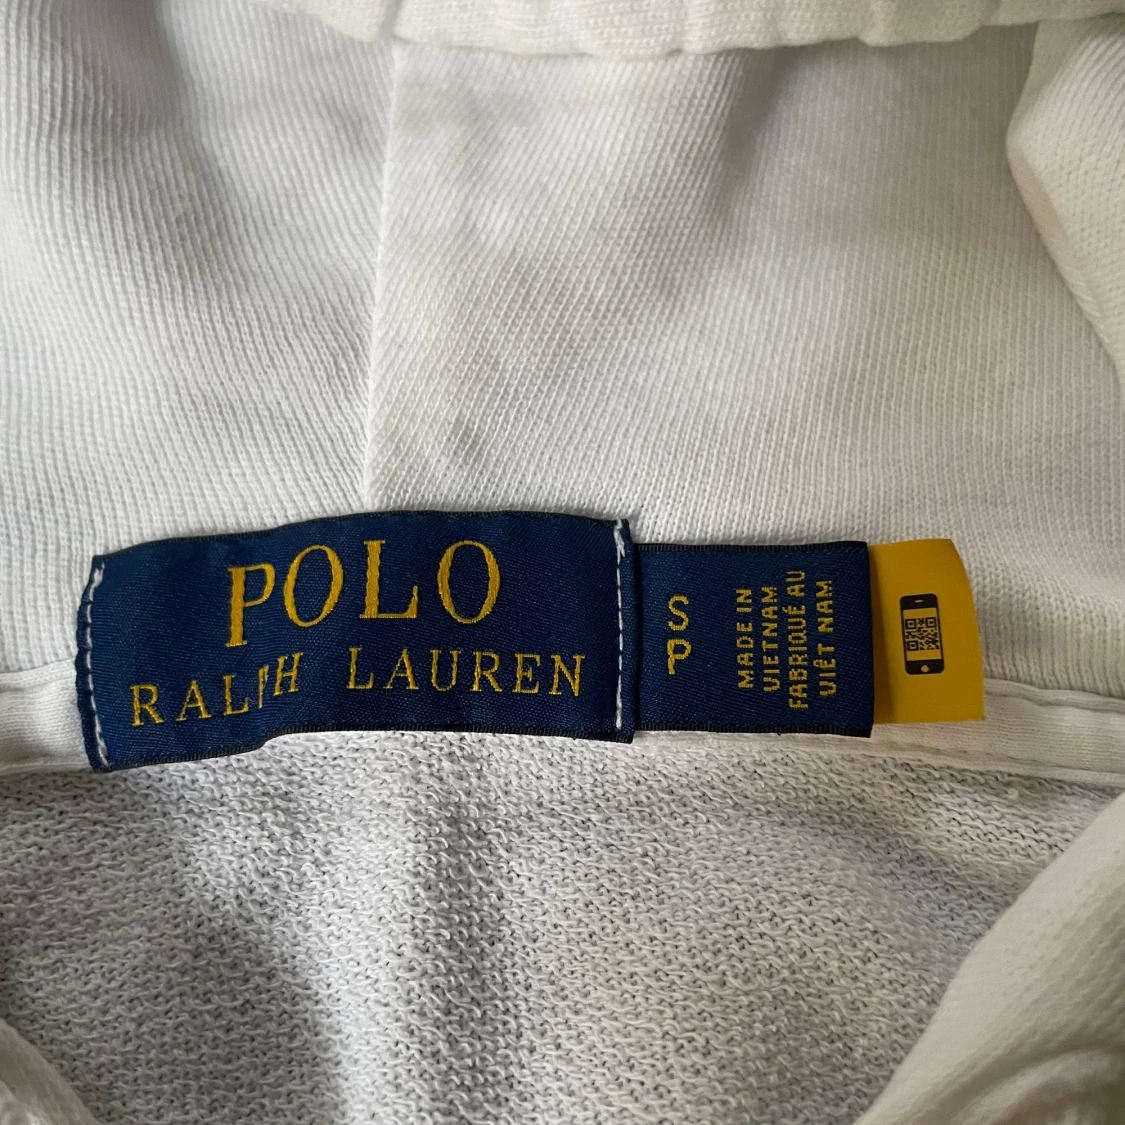 POLO
RALPH LAUREN
S
P
MADE IN
VIETNAM
FABRIQUÉ AU
VIÊT NAM